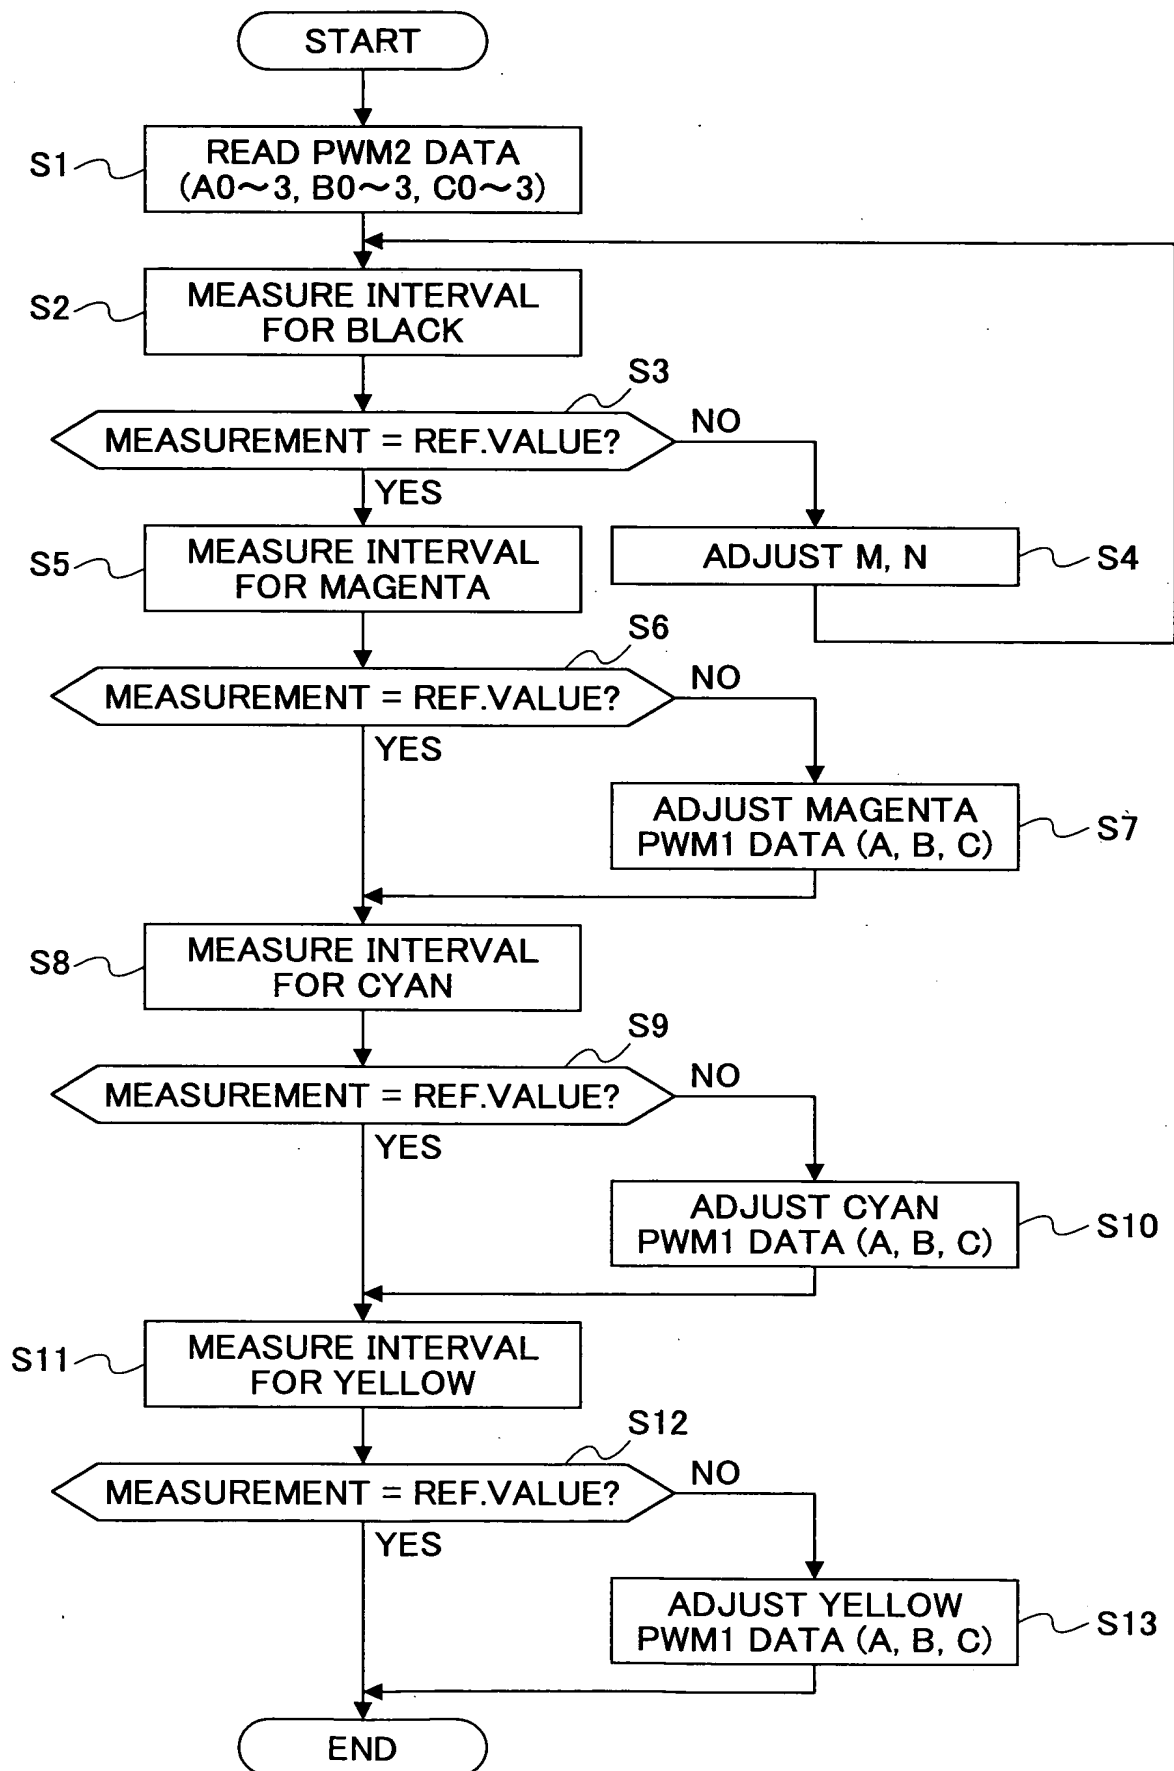 START
S1
READ PWM2 DATA
(A0～3, B0～3, C0～3)
S2
MEASURE INTERVAL
FOR BLACK
S3
MEASUREMENT = REF.VALUE?
NO
YES
S5
MEASURE INTERVAL
FOR MAGENTA
ADJUST M, N
S4
S6
MEASUREMENT = REF.VALUE?
NO
YES
ADJUST MAGENTA
PWM1 DATA (A, B, C)
S7
S8
MEASURE INTERVAL
FOR CYAN
S9
MEASUREMENT = REF.VALUE?
NO
YES
ADJUST CYAN
PWM1 DATA (A, B, C)
S10
S11
MEASURE INTERVAL
FOR YELLOW
S12
MEASUREMENT = REF.VALUE?
NO
YES
ADJUST YELLOW
PWM1 DATA (A, B, C)
S13
END